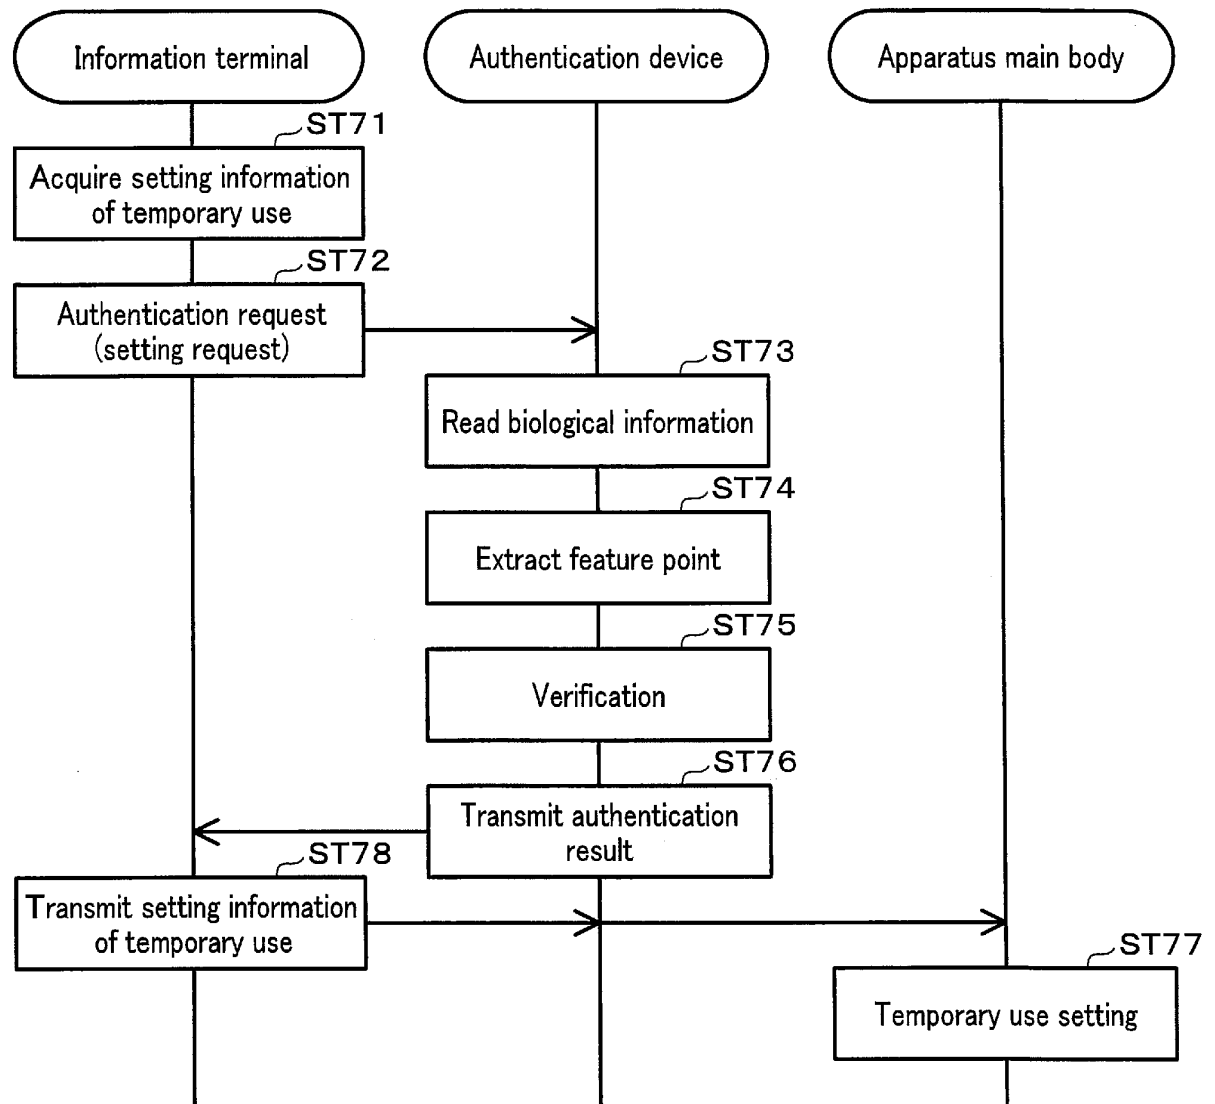 Information terminal
Authentication device
Apparatus main body
ST71
Acquire setting information
of temporary use
ST72
Authentication request
(setting request)
ST73
Read biological information
ST74
Extract feature point
ST75
Verification
ST76
Transmit authentication
result
ST78
Transmit setting information
of temporary use
ST77
Temporary use setting